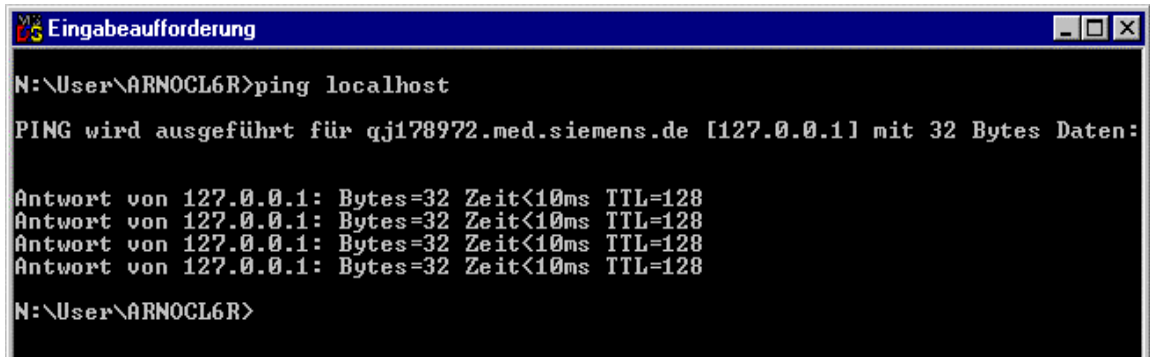 Eingabeaufforderung
N:\User\ARNOCL6R>ping localhost
PING wird ausgeführt für qj178972.med.siemens.de [127.0.0.1] mit 32 Bytes Daten:
Antwort von 127.0.0.1: Bytes=32 Zeit<10ms TTL=128
Antwort von 127.0.0.1: Bytes=32 Zeit<10ms TTL=128
Antwort von 127.0.0.1: Bytes=32 Zeit<10ms TTL=128
Antwort von 127.0.0.1: Bytes=32 Zeit<10ms TTL=128
N:\User\ARNOCL6R>